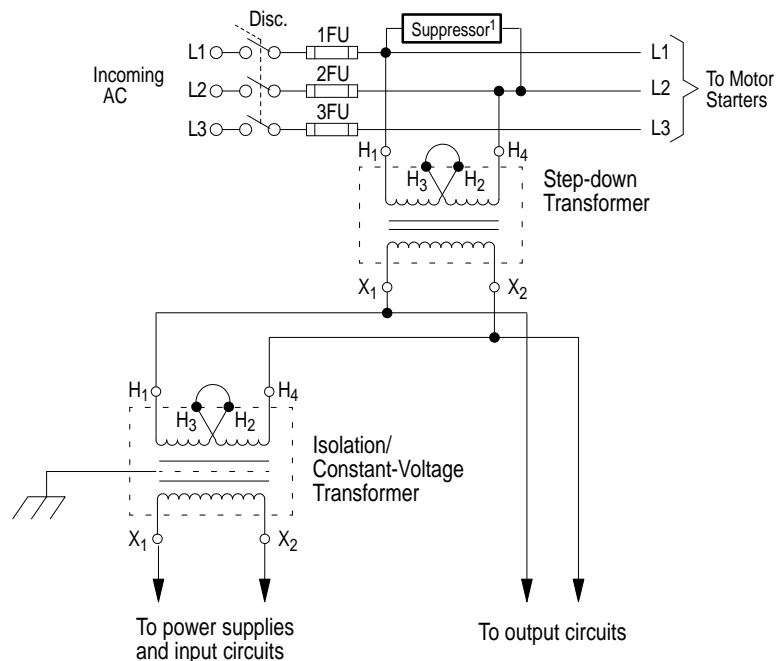 Disc.
1FU
Suppressor¹
L1
L1
Incoming
AC
2FU
L2
L2
To Motor
Starters
3FU
L3
L3
H₁
H₄
H₃
H₂
Step-down
Transformer
X₁
X₂
H₁
H₄
H₃
H₂
Isolation/
Constant-Voltage
Transformer
X₁
X₂
To power supplies
and input circuits
To output circuits